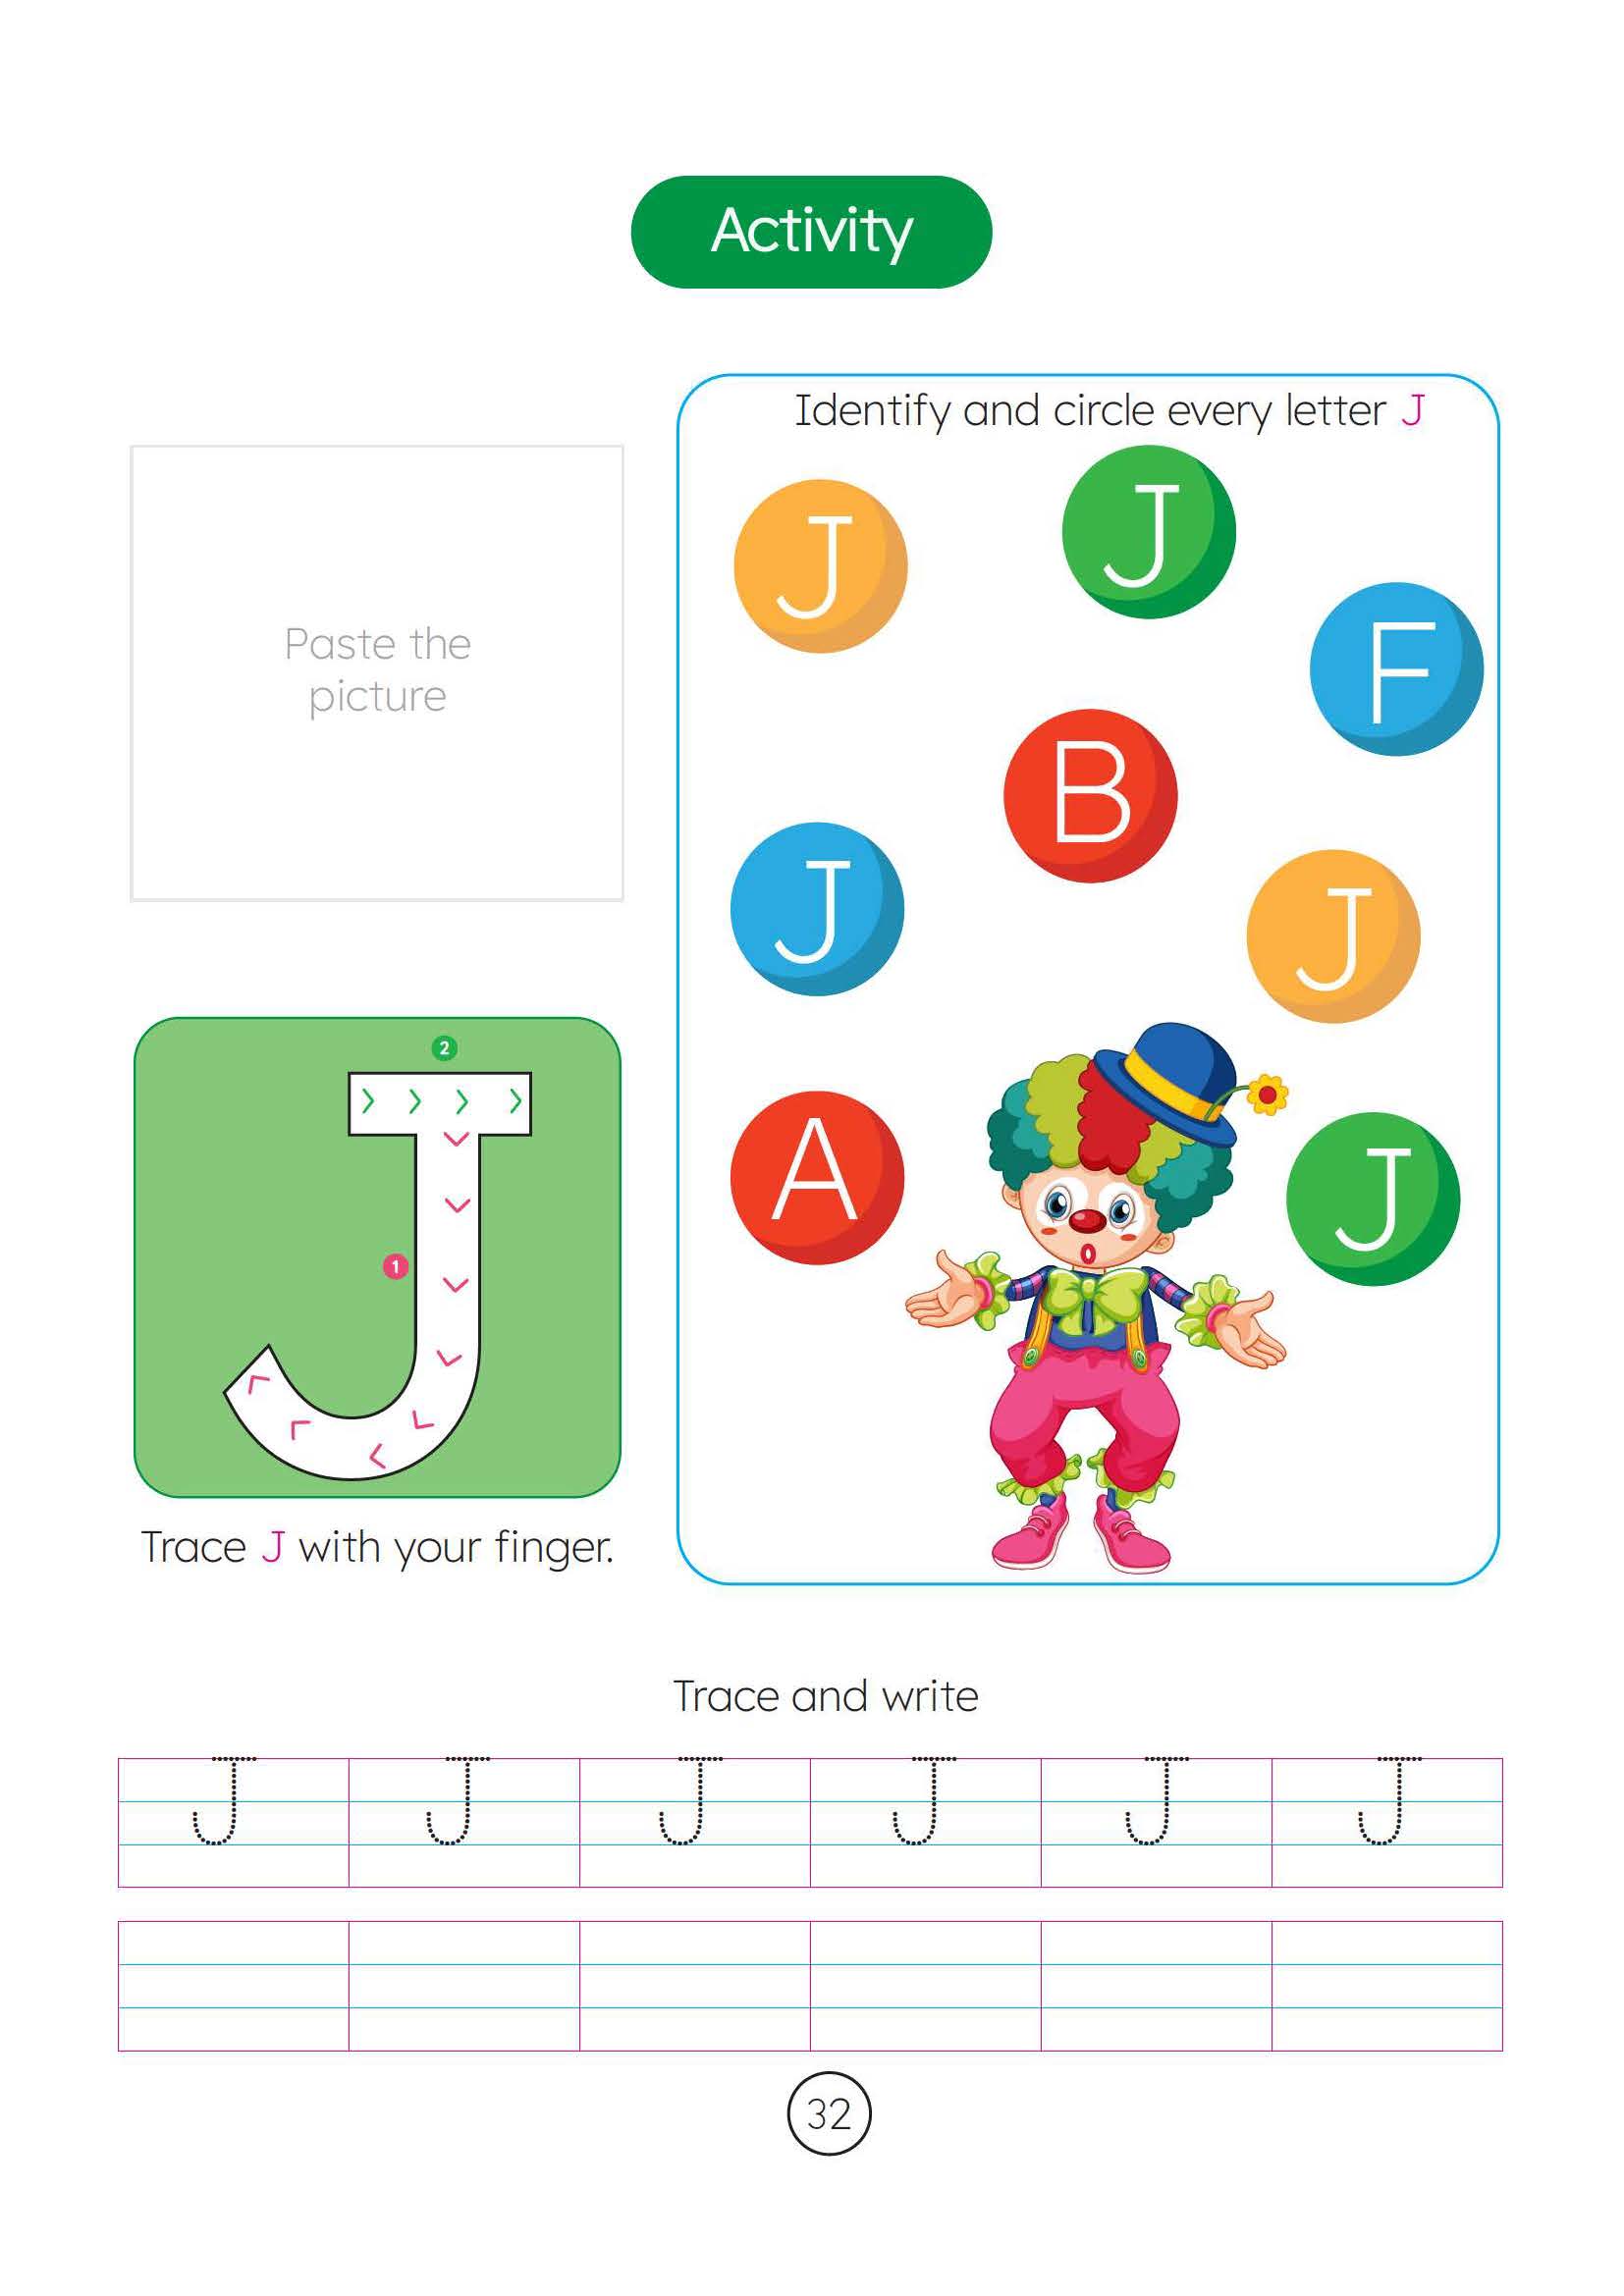 Activity
Identify and circle every letter J
J
J
F
B
J
J
A
J
Paste the
picture
2
1
Trace J with your finger.
Trace and write
J J J J J J
32